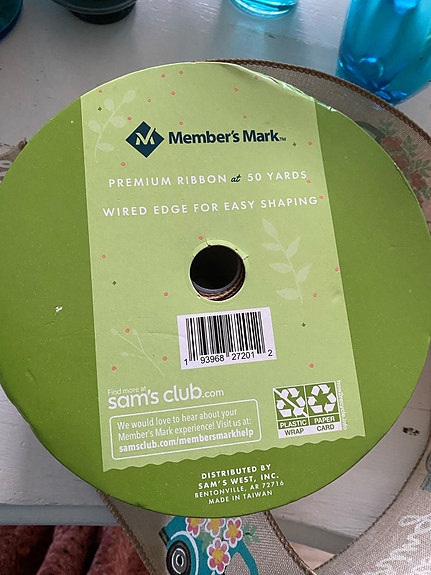 Member's Mark™
PREMIUM RIBBON at 50 YARDS
WIRED EDGE FOR EASY SHAPING
1 93968 27201 2
Find more at
sam's club.com
We would love to hear about your
Member's Mark experience! Visit us at:
samsclub.com/membersmarkhelp
PLASTIC PAPER
WRAP CARD
DISTRIBUTED BY
SAM'S WEST, INC.
BENTONVILLE, AR 72716
MADE IN TAIWAN